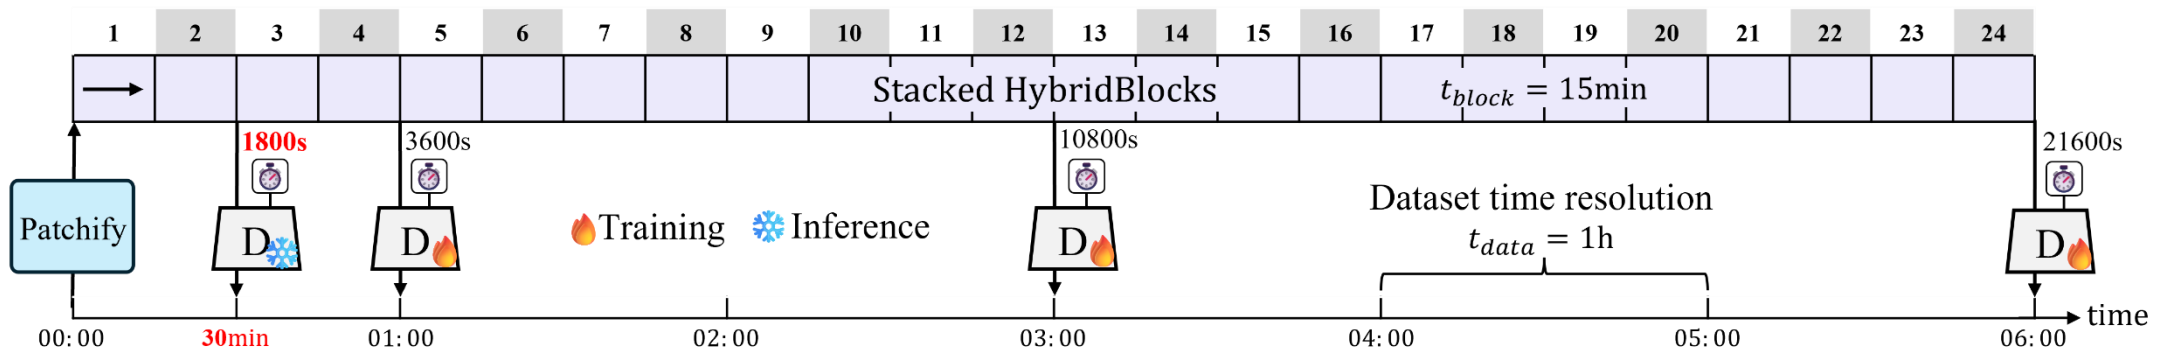 1 2 3 4 5 6 7 8 9 10 11 12 13 14 15 16 17 18 19 20 21 22 23 24
Stacked HybridBlocks
t_block = 15min
1800s
3600s
10800s
21600s
Patchify
D
D
Training
Inference
D
Dataset time resolution
t_data = 1h
D
time
00:00 30min 01:00 02:00 03:00 04:00 05:00 06:00